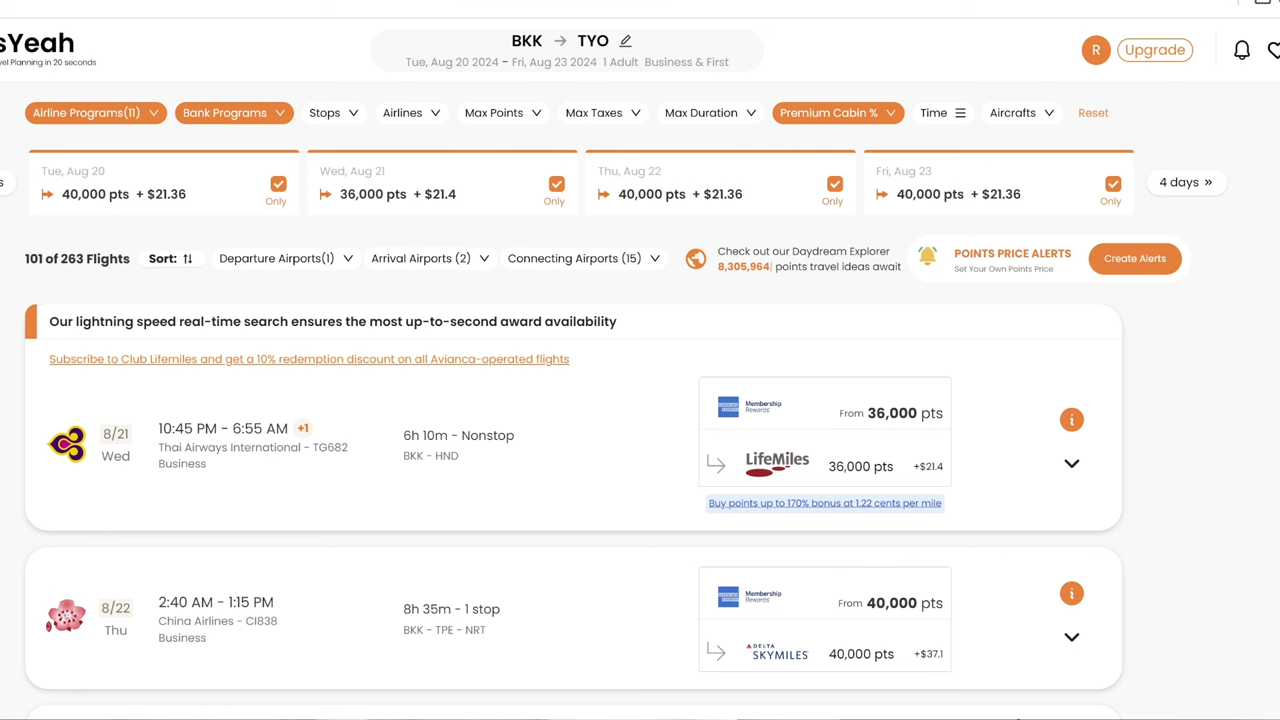 sYeah
vel Planning in 20 seconds
BKK → TYO
Tue, Aug 20 2024 - Fri, Aug 23 2024 1 Adult Business & First
R
Upgrade
Airline Programs(11)
Bank Programs
Stops
Airlines
Max Points
Max Taxes
Max Duration
Premium Cabin %
Time
Aircrafts
Reset
s
Tue, Aug 20
40,000 pts + $21.36
Only
Wed, Aug 21
36,000 pts + $21.4
Only
Thu, Aug 22
40,000 pts + $21.36
Only
Fri, Aug 23
40,000 pts + $21.36
Only
4 days »
101 of 263 Flights
Sort:
Departure Airports(1)
Arrival Airports (2)
Connecting Airports (15)
Check out our Daydream Explorer
8,305,964| points travel ideas await
POINTS PRICE ALERTS
Set Your Own Points Price
Create Alerts
Our lightning speed real-time search ensures the most up-to-second award availability
Subscribe to Club Lifemiles and get a 10% redemption discount on all Avianca-operated flights
8/21
Wed
10:45 PM - 6:55 AM +1
Thai Airways International - TG682
Business
6h 10m - Nonstop
BKK - HND
Membership
Rewards
From 36,000 pts
LifeMiles
36,000 pts
+$21.4
Buy points up to 170% bonus at 1.22 cents per mile
i
8/22
Thu
2:40 AM - 1:15 PM
China Airlines - CI838
Business
8h 35m - 1 stop
BKK - TPE - NRT
Membership
Rewards
From 40,000 pts
DELTA
SKYMILES
40,000 pts
+$37.1
i